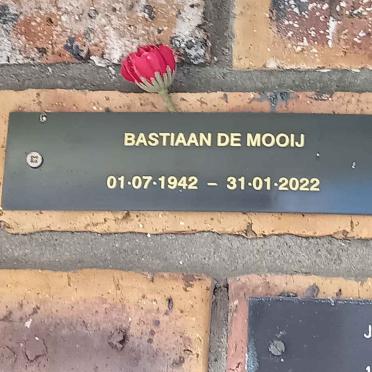 BASTIAAN DE MOOIJ
01·07·1942 – 31·01·2022
J